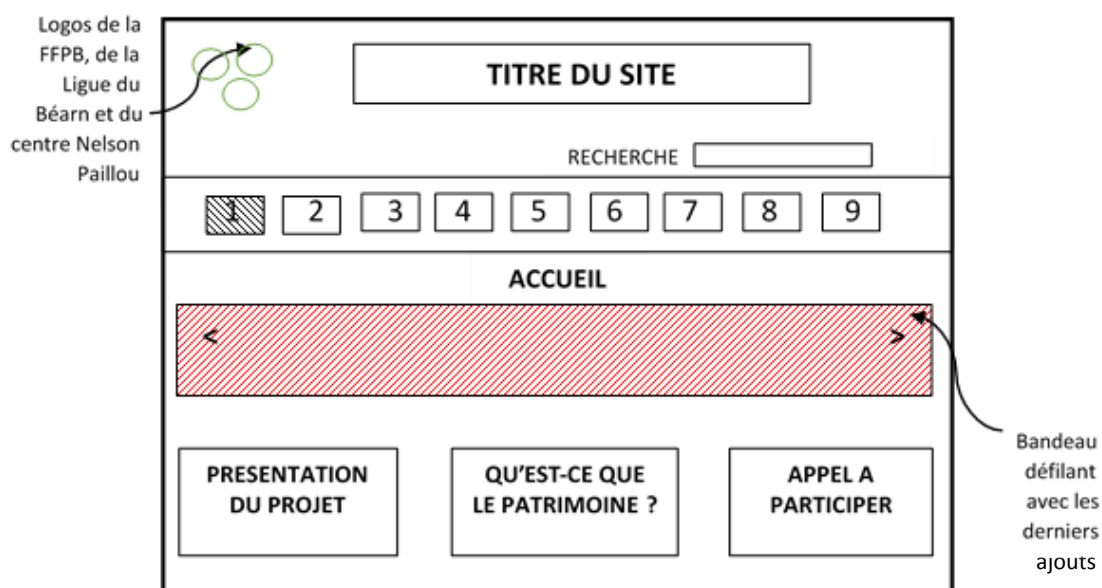 Logos de la
FFPB, de la
Ligue du
Béarn et du
centre Nelson
Paillou
TITRE DU SITE
RECHERCHE
1 2 3 4 5 6 7 8 9
ACCUEIL
< >
PRESENTATION
DU PROJET
QU'EST-CE QUE
LE PATRIMOINE ?
APPEL A
PARTICIPER
Bandeau
défilant
avec les
derniers
ajouts